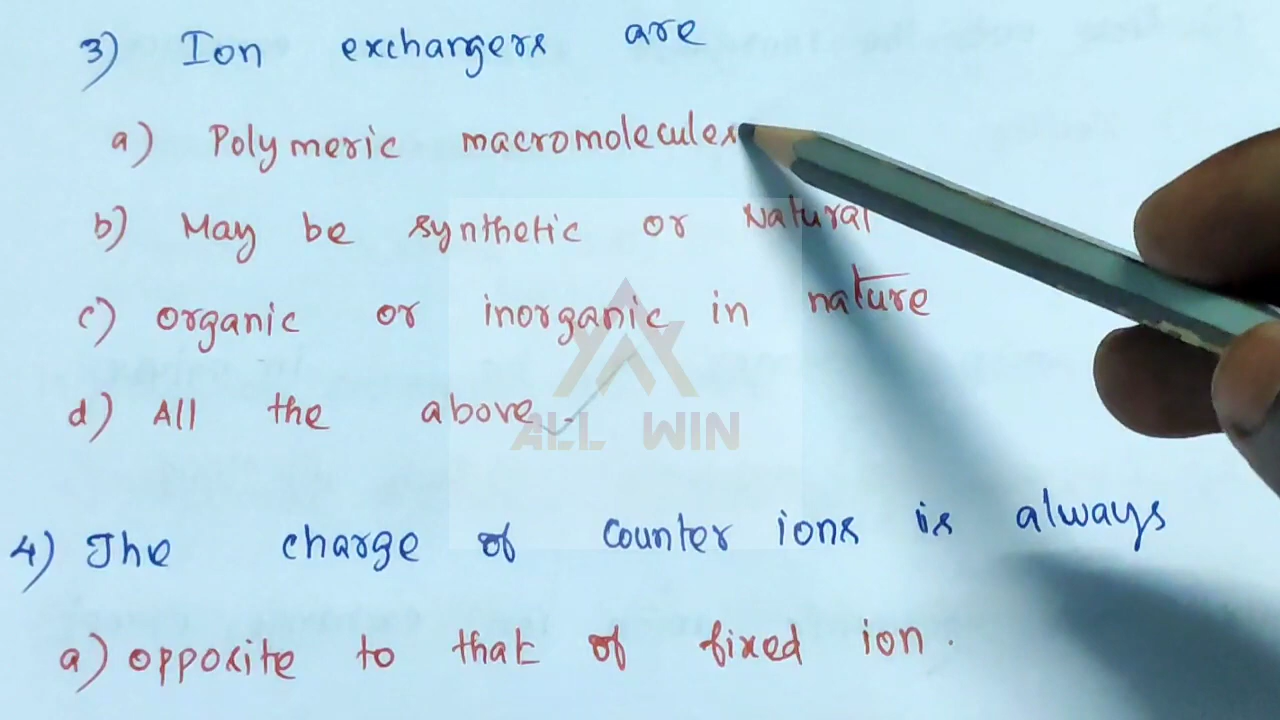 3) Ion exchangers are
a) Polymeric macromolecules
b) May be synthetic or Natural
c) organic or inorganic in nature
d) All the above
ALL WIN
4) The charge of counter ions is always
a) opposite to that of fixed ion.